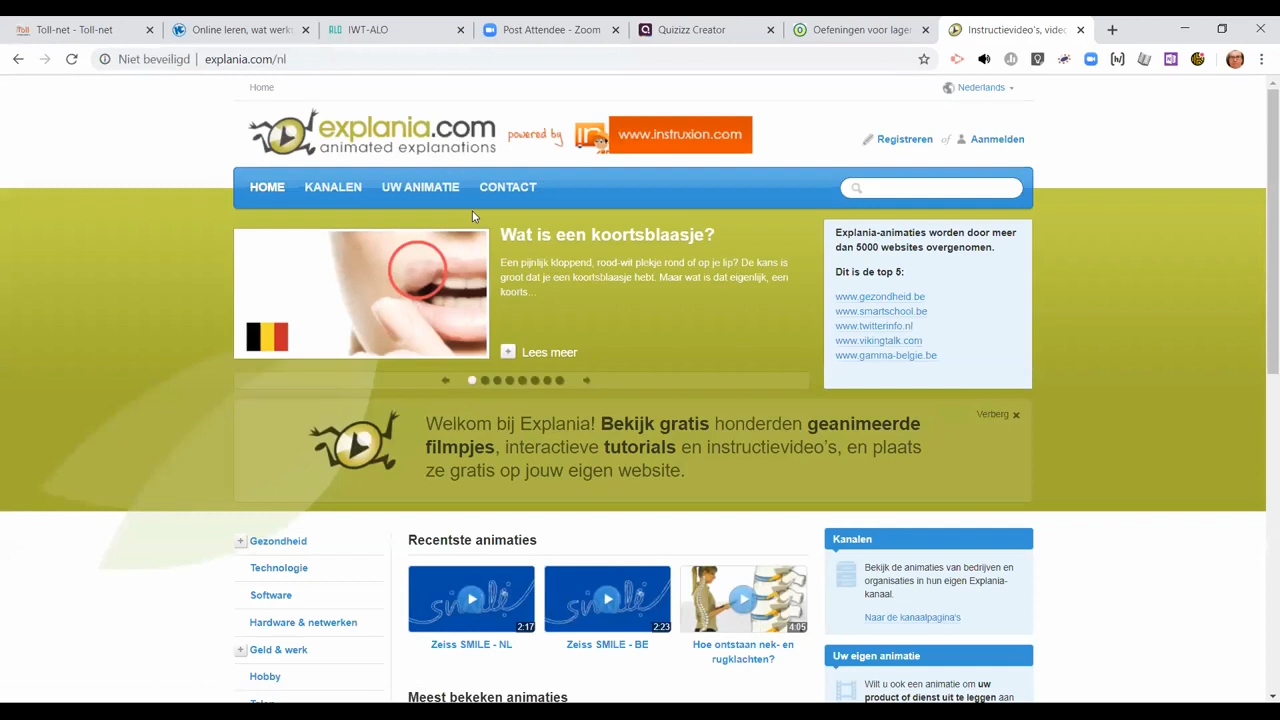 Toll-net - Toll-net
Online leren, wat werk
IWT-ALO
Post Attendee - Zoom
Quizizz Creator
Oefeningen voor lager
Instructievideo's, video
Niet beveiligd
explania.com/nl
Home
Nederlands
explania.com
animated explanations
powered by
in
www.instruxion.com
Registreren of Aanmelden
HOME KANALEN UW ANIMATIE CONTACT
Wat is een koortsblaasje?
Een pijnlijk kloppend, rood-wit plekje rond of op je lip? De kans is
groot dat je een koortsblaasje hebt. Maar wat is dat eigenlijk, een
koorts...
Lees meer
Explania-animaties worden door meer
dan 5000 websites overgenomen.
Dit is de top 5:
www.gezondheid.be
www.smartschool.be
www.twitterinfo.nl
www.vikingtalk.com
www.gamma-belgie.be
Verberg
Welkom bij Explania! Bekijk gratis honderden geanimeerde
filmpjes, interactieve tutorials en instructievideo's, en plaats
ze gratis op jouw eigen website.
Gezondheid
Technologie
Software
Hardware & netwerken
Geld & werk
Hobby
Recentste animaties
smile
2:17
Zeiss SMILE - NL
smile
2:23
Zeiss SMILE - BE
4:05
Hoe ontstaan nek- en
rugklachten?
Meest bekeken animaties
Kanalen
Bekijk de animaties van bedrijven en
organisaties in hun eigen Explania-
kanaal.
Naar de kanaalpagina's
Uw eigen animatie
Wilt u ook een animatie om uw
product of dienst uit te leggen aan